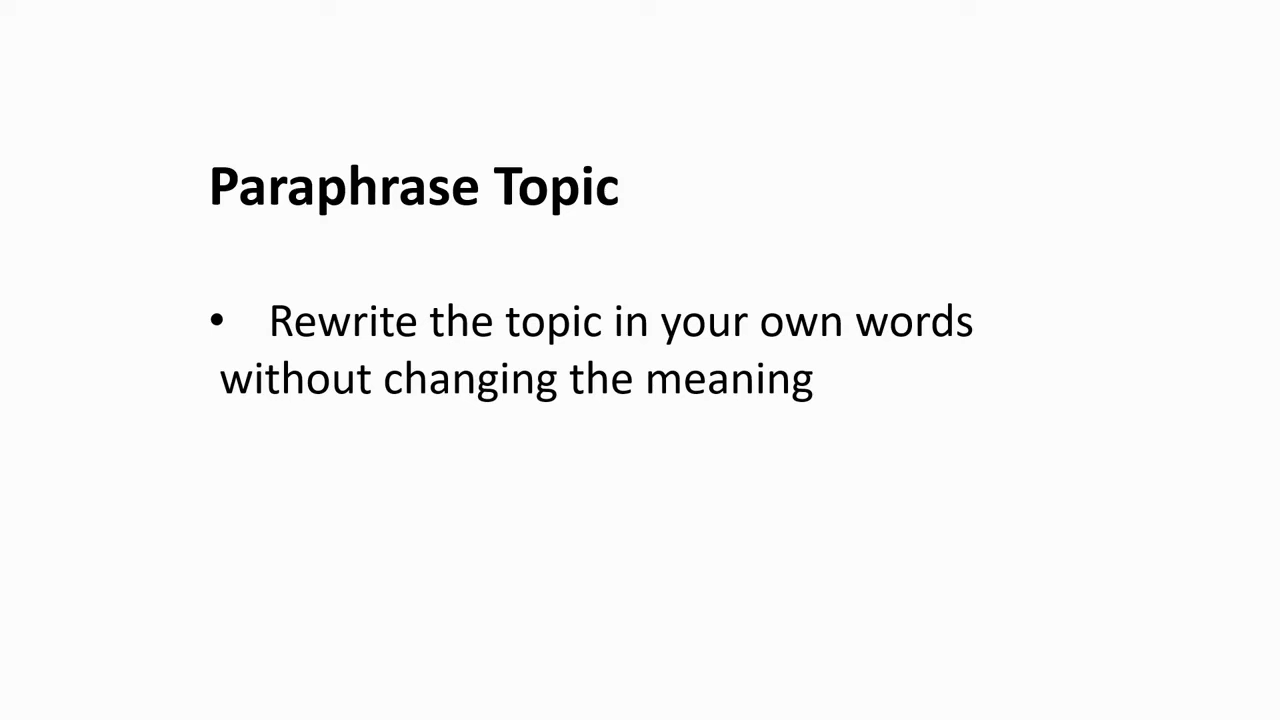 Paraphrase Topic
• Rewrite the topic in your own words
without changing the meaning